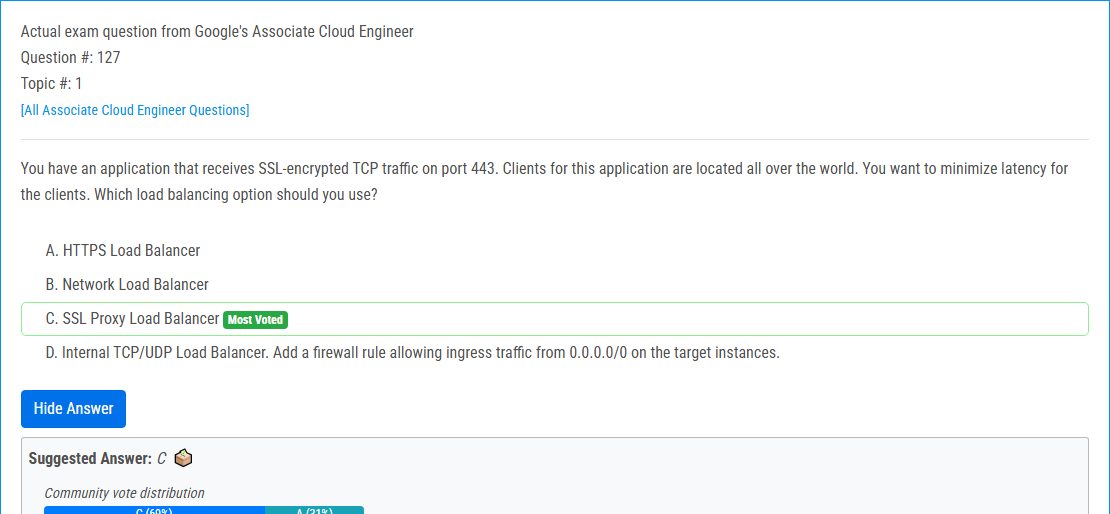 Actual exam question from Google's Associate Cloud Engineer
Question #: 127
Topic #: 1
[All Associate Cloud Engineer Questions]
You have an application that receives SSL-encrypted TCP traffic on port 443. Clients for this application are located all over the world. You want to minimize latency for
the clients. Which load balancing option should you use?
A. HTTPS Load Balancer
B. Network Load Balancer
C. SSL Proxy Load Balancer Most Voted
D. Internal TCP/UDP Load Balancer. Add a firewall rule allowing ingress traffic from 0.0.0.0/0 on the target instances.
Hide Answer
Suggested Answer: C
Community vote distribution
C (69%) A (31%)